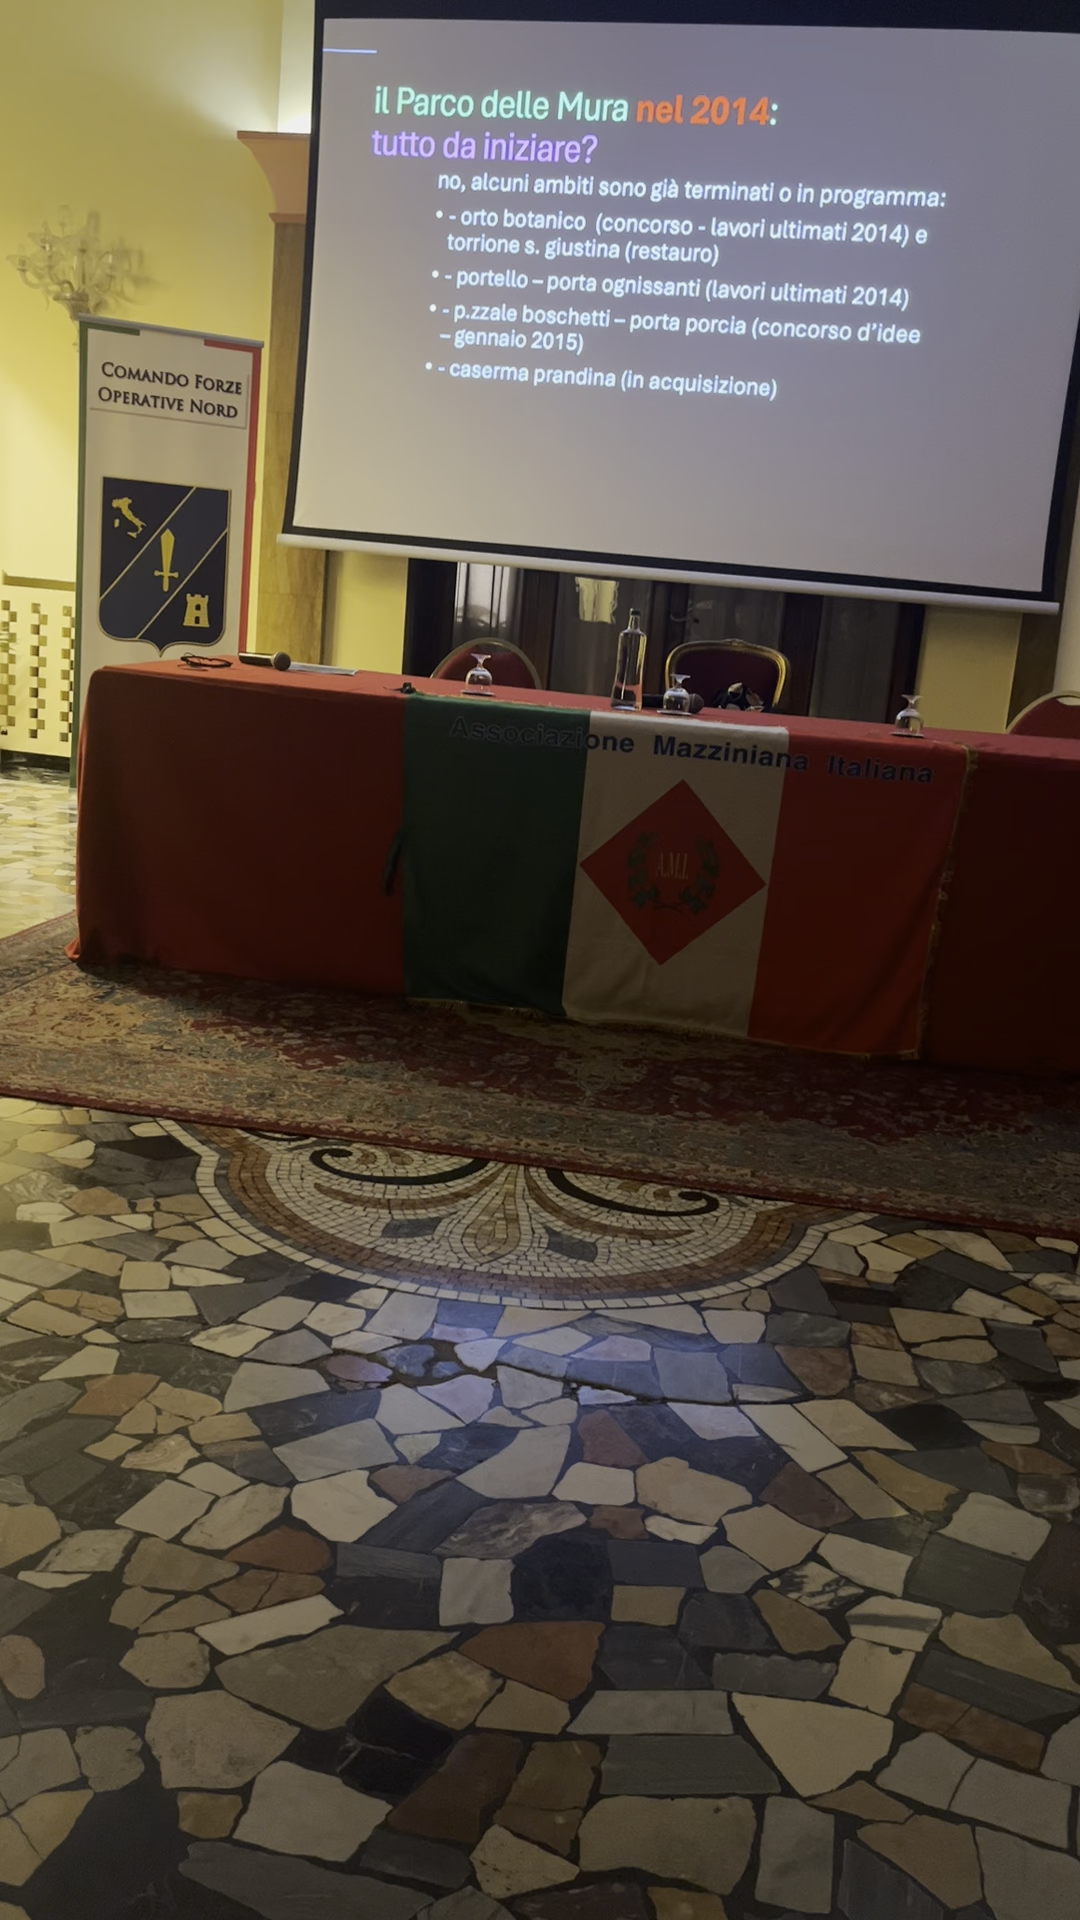 il Parco delle Mura nel 2014:
tutto da iniziare?
no, alcuni ambiti sono già terminati o in programma:
• - orto botanico (concorso - lavori ultimati 2014) e
torrione s. giustina (restauro)
• - portello – porta ognissanti (lavori ultimati 2014)
• - p.zzale boschetti – porta porcia (concorso d'idee
– gennaio 2015)
• - caserma prandina (in acquisizione)
COMANDO FORZE
OPERATIVE NORD
Associazione Mazziniana Italiana
A.M.I.